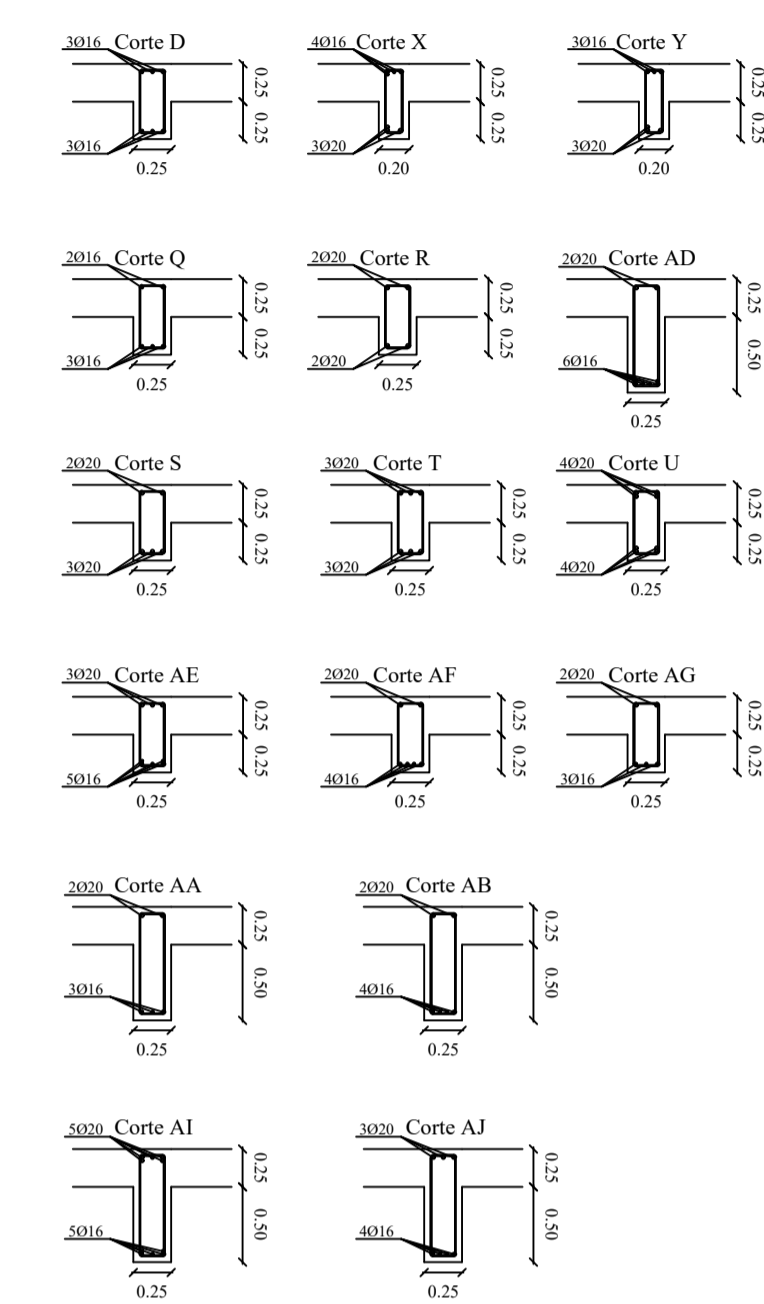 3Ø16 Corte D
0.25
0.25
3Ø16
0.25
4Ø16 Corte X
0.25
0.25
3Ø20
0.20
3Ø16 Corte Y
0.25
0.25
3Ø20
0.20
2Ø16 Corte Q
0.25
0.25
3Ø16
0.25
2Ø20 Corte R
0.25
0.25
2Ø20
0.25
2Ø20 Corte AD
0.25
0.50
6Ø16
0.25
2Ø20 Corte S
0.25
0.25
3Ø20
0.25
3Ø20 Corte T
0.25
0.25
3Ø20
0.25
4Ø20 Corte U
0.25
0.25
4Ø20
0.25
3Ø20 Corte AE
0.25
0.25
5Ø16
0.25
2Ø20 Corte AF
0.25
0.25
4Ø16
0.25
2Ø20 Corte AG
0.25
0.25
3Ø16
0.25
2Ø20 Corte AA
0.25
0.50
3Ø16
0.25
2Ø20 Corte AB
0.25
0.50
4Ø16
0.25
5Ø20 Corte AI
0.25
0.50
5Ø16
0.25
3Ø20 Corte AJ
0.25
0.50
4Ø16
0.25